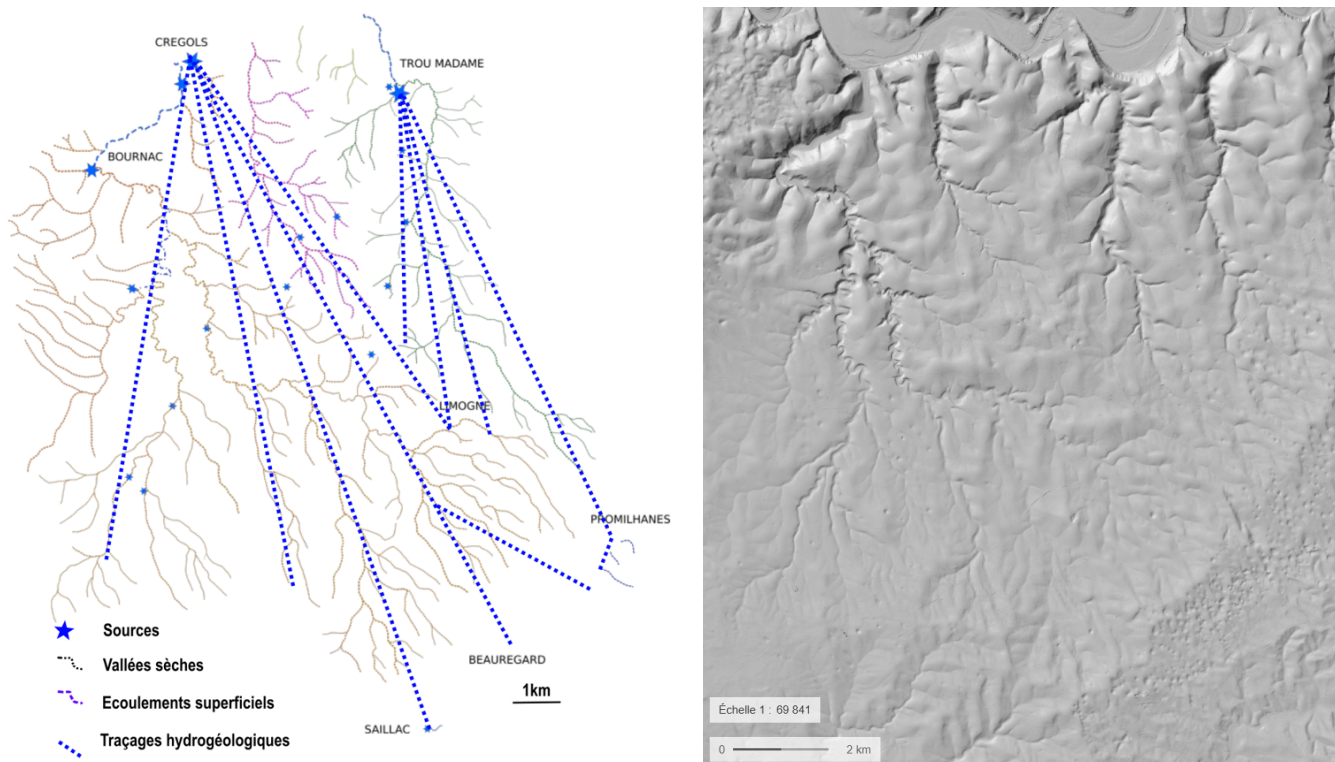 CREGOLS
TROU MADAME
BOURNAC
LIMOGNE
PROMILHANES
Sources
Vallées sèches
BEAUREGARD
Ecoulements superficiels
1km
SAILLAC
Traçages hydrogéologiques
Échelle 1 : 69 841
0 2 km